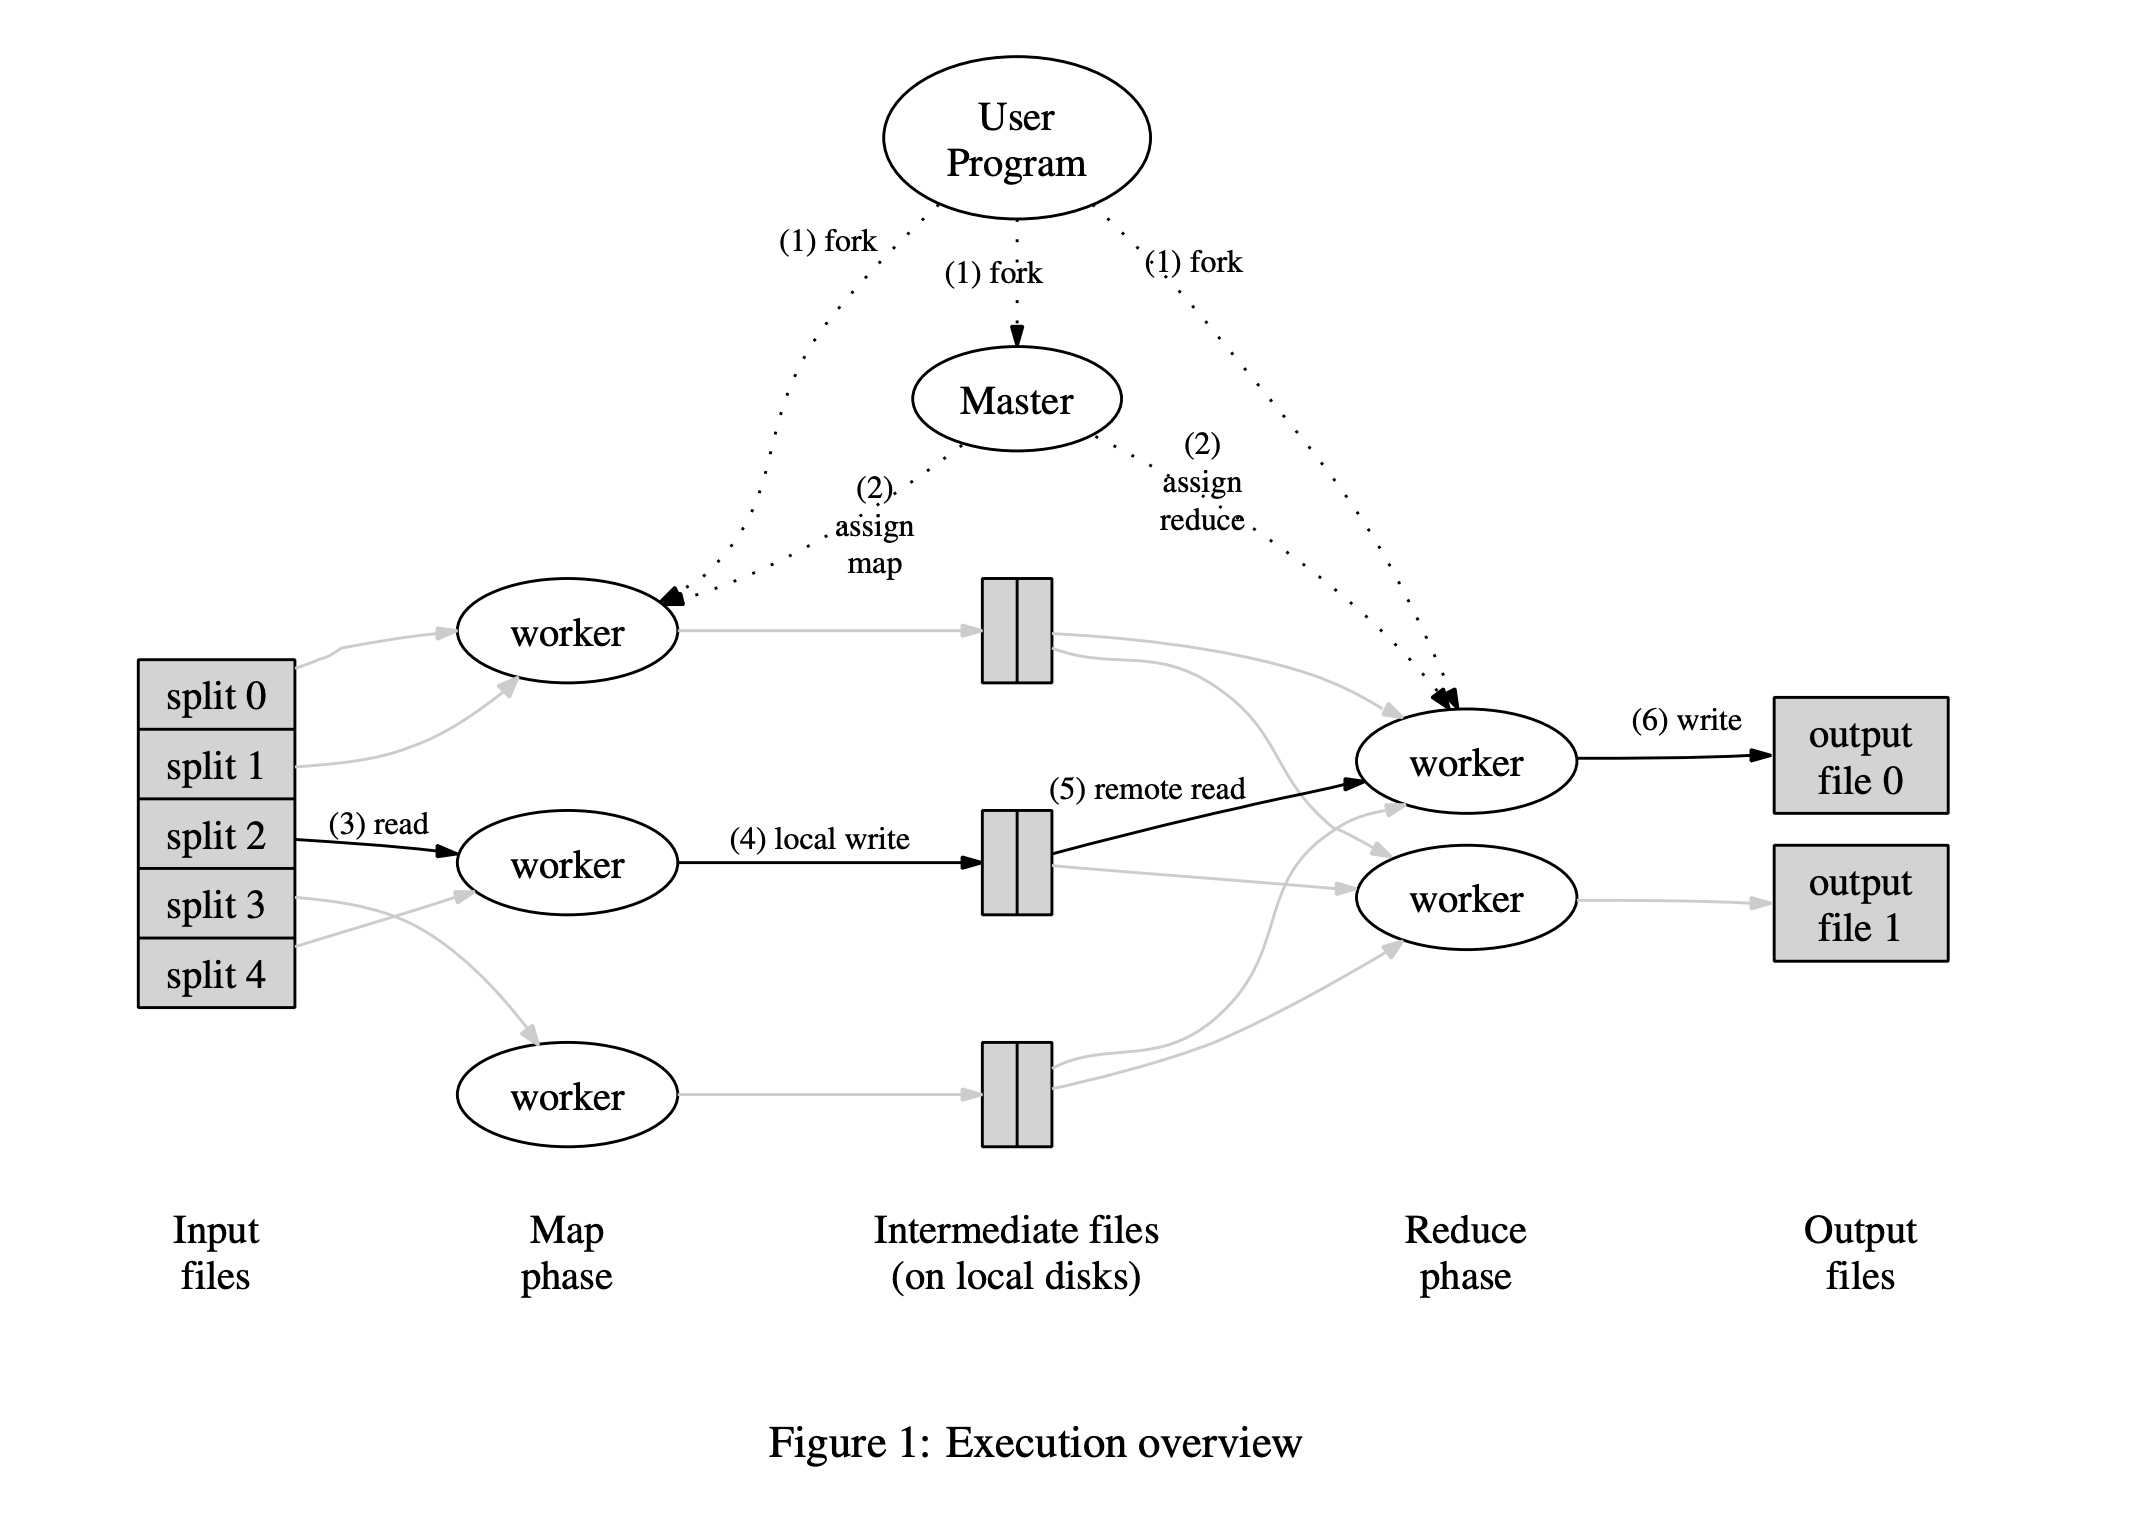 User
Program
(1) fork
(1) fork
(1) fork
Master
(2)
assign
map
(2)
assign
reduce
worker
split 0
split 1
split 2
split 3
split 4
(3) read
worker
(4) local write
worker
(5) remote read
worker
worker
(6) write
output
file 0
output
file 1
Input
files
Map
phase
Intermediate files
(on local disks)
Reduce
phase
Output
files
Figure 1: Execution overview